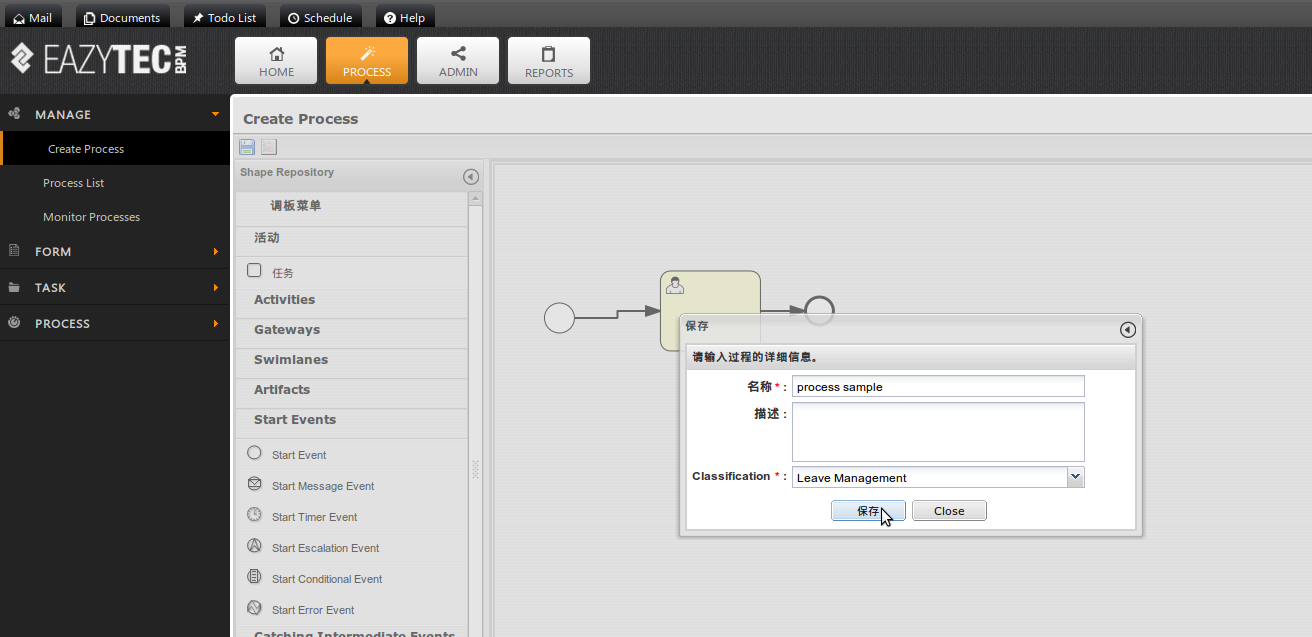 Mail Documents Todo List Schedule Help
EAZYTEC BPM
HOME PROCESS ADMIN REPORTS
MANAGE
Create Process
Process List
Monitor Processes
FORM
TASK
PROCESS
Create Process
Shape Repository
调板菜单
活动
任务
Activities
Gateways
Swimlanes
Artifacts
Start Events
Start Event
Start Message Event
Start Timer Event
Start Escalation Event
Start Conditional Event
Start Error Event
Catching Intermediate Events
保存
请输入过程的详细信息。
名称 * : process sample
描述 :
Classification * : Leave Management
保存 Close